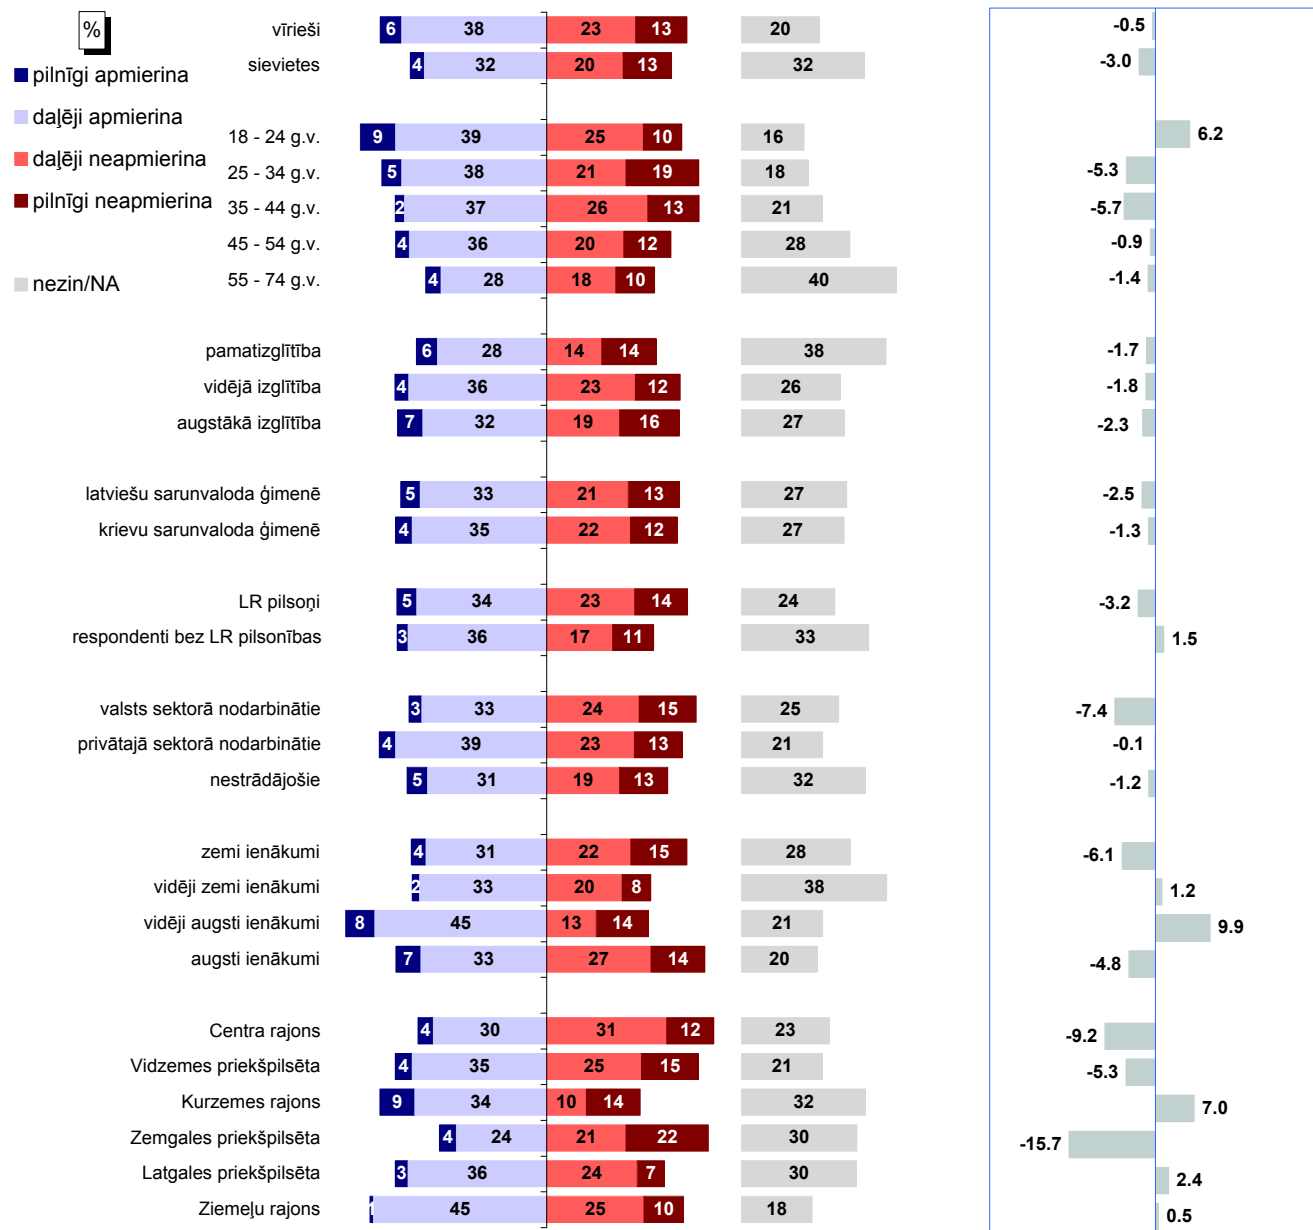 %
pilnīgi apmierina
daļēji apmierina
daļēji neapmierina
pilnīgi neapmierina
nezin/NA
vīrieši 6 38 23 13 20 -0.5
sievietes 4 32 20 13 32 -3.0
18 - 24 g.v. 9 39 25 10 16 6.2
25 - 34 g.v. 5 38 21 19 18 -5.3
35 - 44 g.v. 2 37 26 13 21 -5.7
45 - 54 g.v. 4 36 20 12 28 -0.9
55 - 74 g.v. 4 28 18 10 40 -1.4
pamatizglītība 6 28 14 14 38 -1.7
vidējā izglītība 4 36 23 12 26 -1.8
augstākā izglītība 7 32 19 16 27 -2.3
latviešu sarunvaloda ģimenē 5 33 21 13 27 -2.5
krievu sarunvaloda ģimenē 4 35 22 12 27 -1.3
LR pilsoņi 5 34 23 14 24 -3.2
respondenti bez LR pilsonības 3 36 17 11 33 1.5
valsts sektorā nodarbinātie 3 33 24 15 25 -7.4
privātajā sektorā nodarbinātie 4 39 23 13 21 -0.1
nestrādājošie 5 31 19 13 32 -1.2
zemi ienākumi 4 31 22 15 28 -6.1
vidēji zemi ienākumi 2 33 20 8 38 1.2
vidēji augsti ienākumi 8 45 13 14 21 9.9
augsti ienākumi 7 33 27 14 20 -4.8
Centra rajons 4 30 31 12 23 -9.2
Vidzemes priekšpilsēta 4 35 25 15 21 -5.3
Kurzemes rajons 9 34 10 14 32 7.0
Zemgales priekšpilsēta 4 24 21 22 30 -15.7
Latgales priekšpilsēta 3 36 24 7 30 2.4
Ziemeļu rajons 1 45 25 10 18 0.5